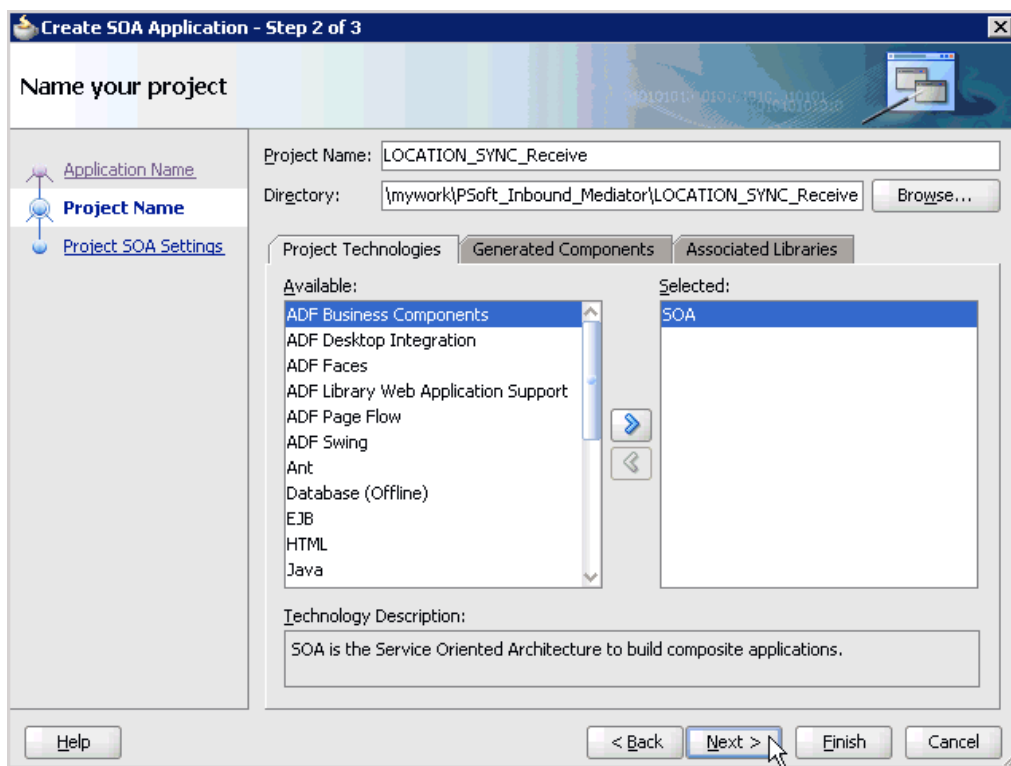 Create SOA Application - Step 2 of 3
Name your project
Application Name
Project Name
Project SOA Settings
Project Name: LOCATION_SYNC_Receive
Directory: \mywork\PSoft_Inbound_Mediator\LOCATION_SYNC_Receive Browse...
Project Technologies Generated Components Associated Libraries
Available: Selected:
ADF Business Components SOA
ADF Desktop Integration
ADF Faces
ADF Library Web Application Support
ADF Page Flow
ADF Swing
Ant
Database (Offline)
EJB
HTML
Java
Technology Description:
SOA is the Service Oriented Architecture to build composite applications.
Help < Back Next > Finish Cancel